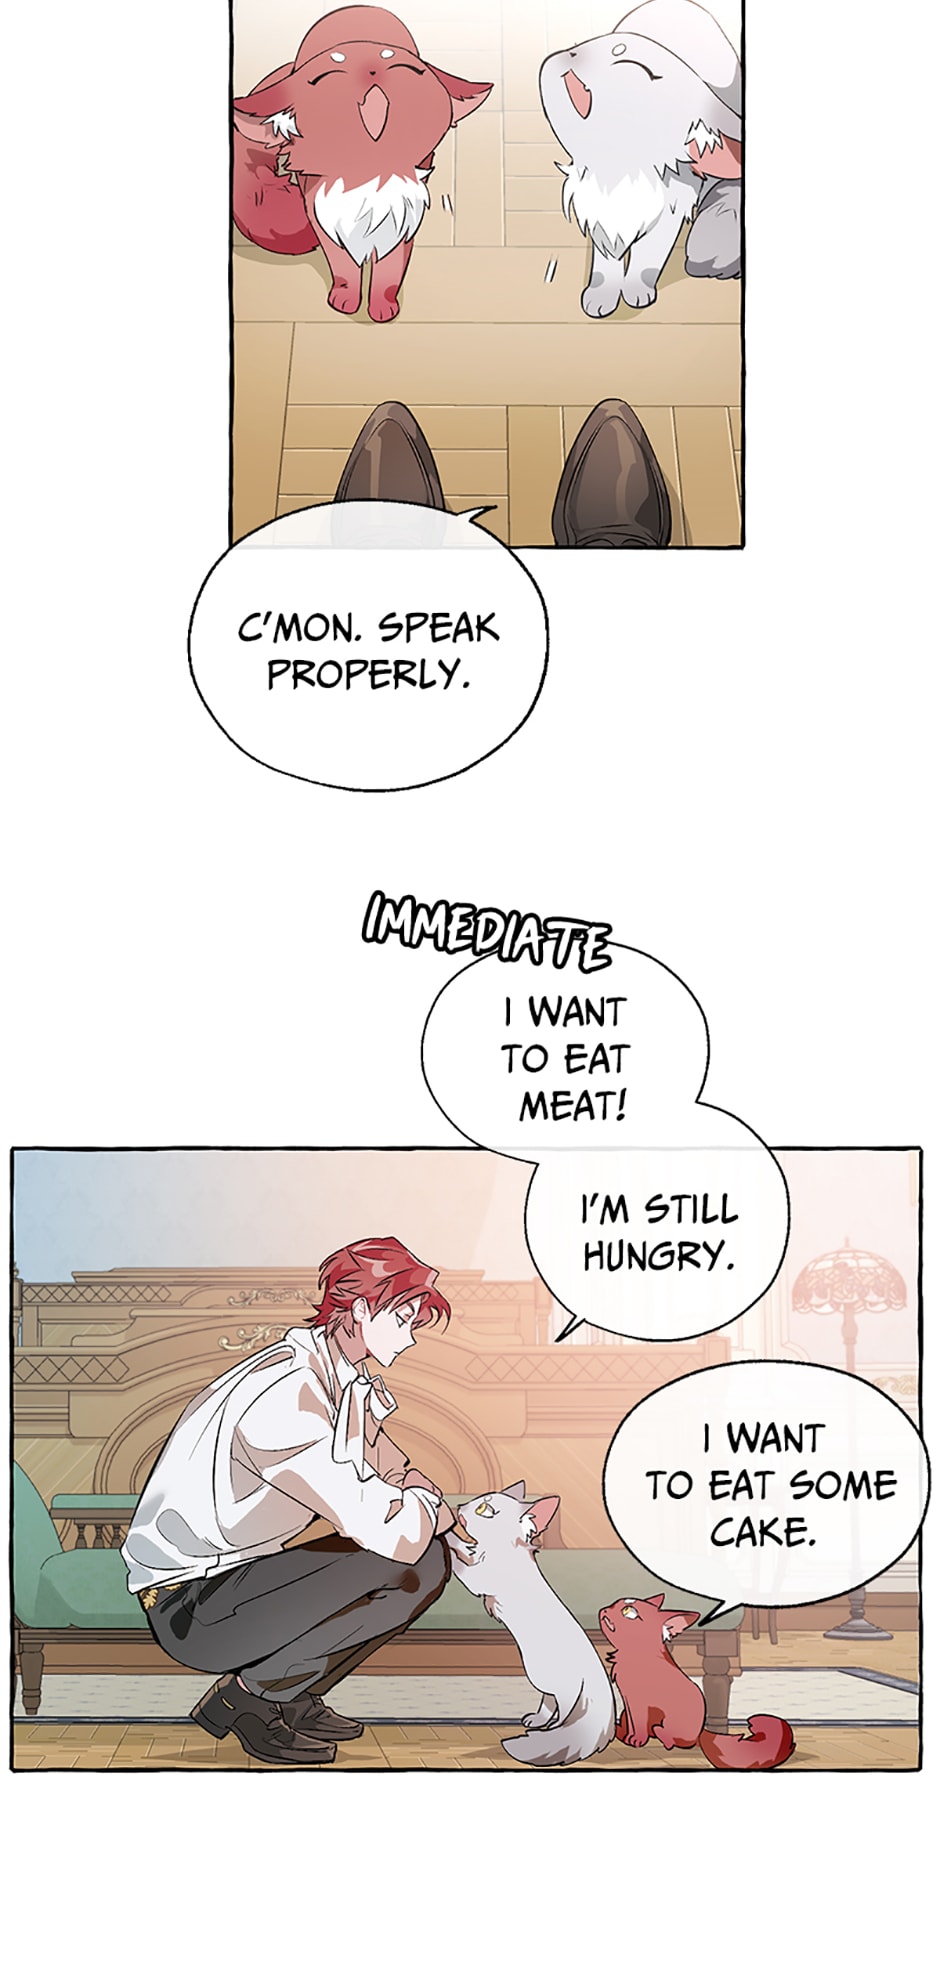 C'MON. SPEAK
PROPERLY.
IMMEDIATE
I WANT
TO EAT
MEAT!
I'M STILL
HUNGRY.
I WANT
TO EAT SOME
CAKE.